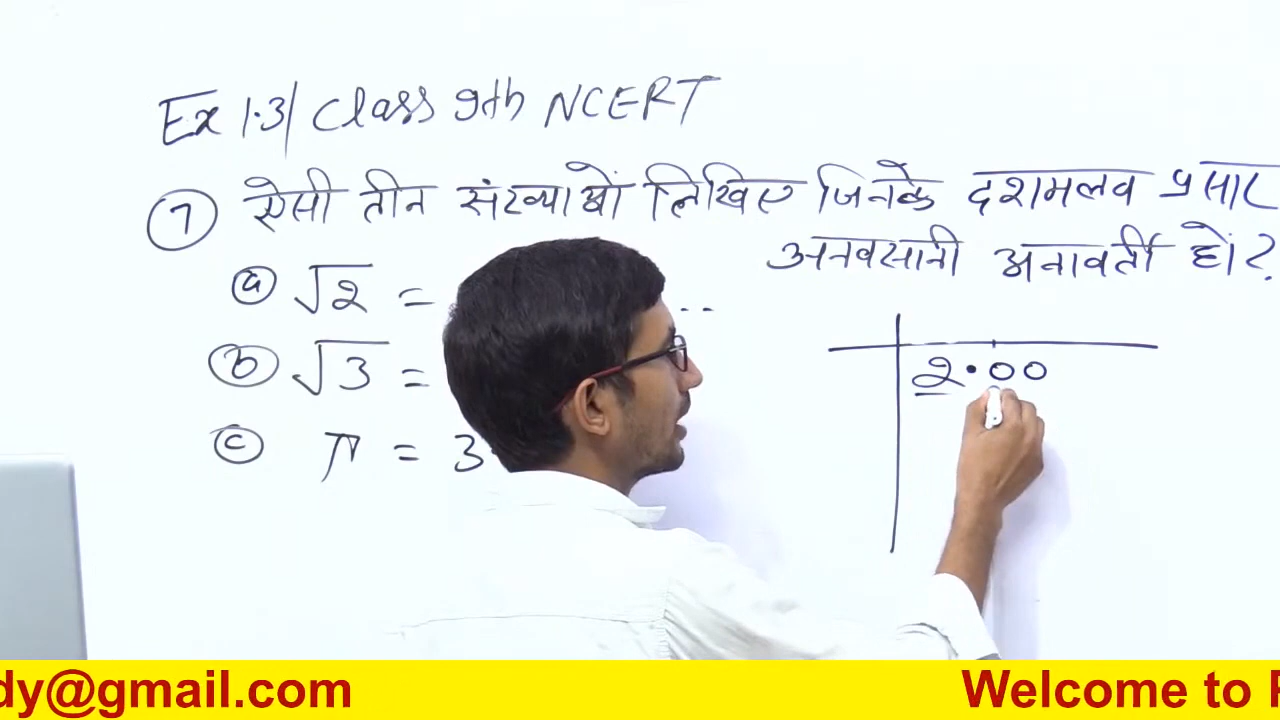 Ex 1.3/ Class 9th NCERT
7 ऐसी तीन संख्याओं लिखिए जिनके दशमलव प्रसार
अनवसानी अनावर्ती हों?
a √2 = ..
b √3 =
c π = 3
2.00
dy@gmail.com Welcome to